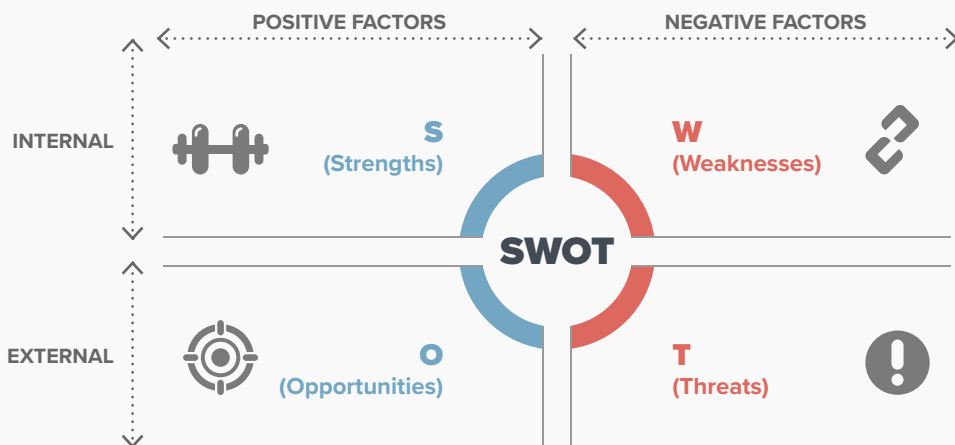 POSITIVE FACTORS
NEGATIVE FACTORS
INTERNAL
S
(Strengths)
W
(Weaknesses)
SWOT
EXTERNAL
O
(Opportunities)
T
(Threats)